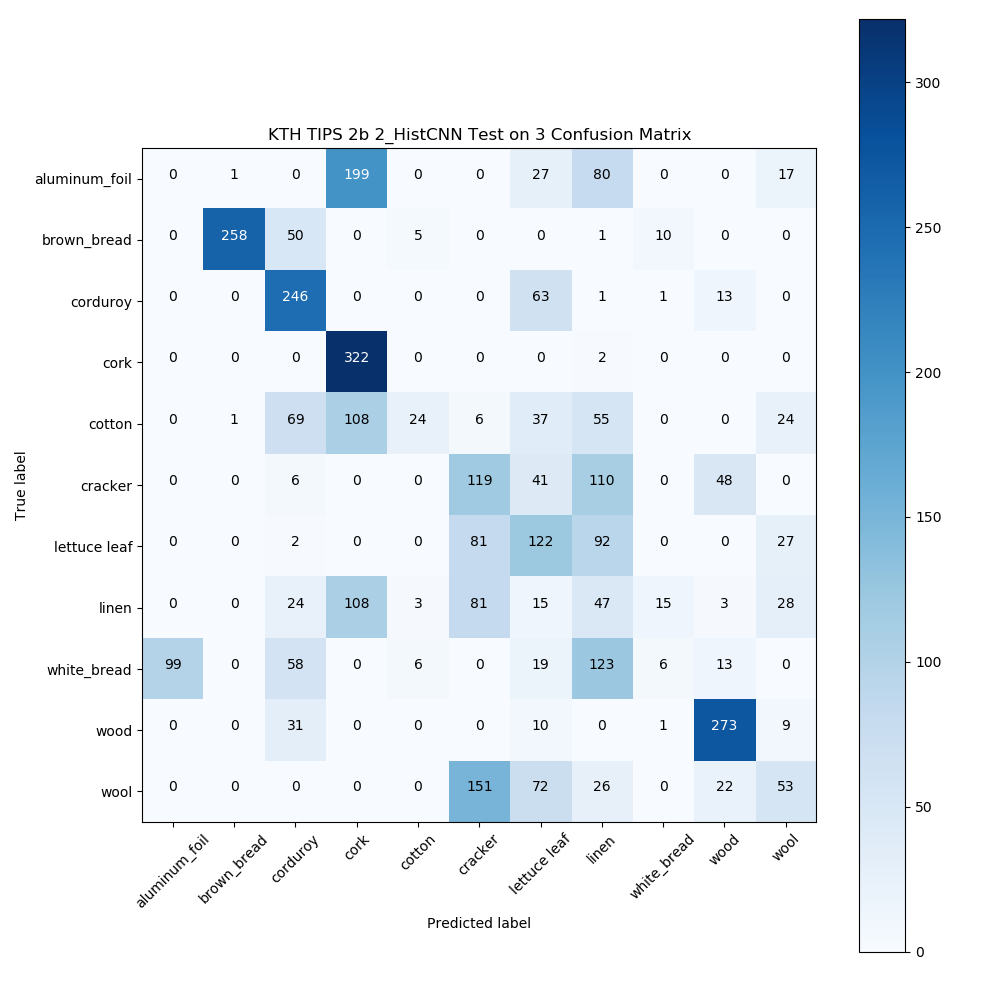 KTH TIPS 2b 2_HistCNN Test on 3 Confusion Matrix
aluminum_foil 0 1 0 199 0 0 27 80 0 0 17
brown_bread 0 258 50 0 5 0 0 1 10 0 0
corduroy 0 0 246 0 0 0 63 1 1 13 0
cork 0 0 0 322 0 0 0 2 0 0 0
cotton 0 1 69 108 24 6 37 55 0 0 24
cracker 0 0 6 0 0 119 41 110 0 48 0
lettuce leaf 0 0 2 0 0 81 122 92 0 0 27
linen 0 0 24 108 3 81 15 47 15 3 28
white_bread 99 0 58 0 6 0 19 123 6 13 0
wood 0 0 31 0 0 0 10 0 1 273 9
wool 0 0 0 0 0 151 72 26 0 22 53
True label
aluminum_foil brown_bread corduroy cork cotton cracker lettuce leaf linen white_bread wood wool
Predicted label
300
250
200
150
100
50
0